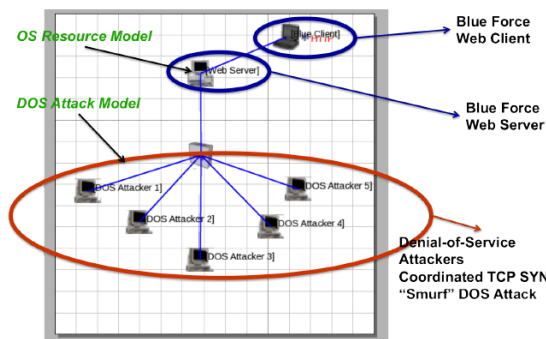 OS Resource Model
[Blue Client]
HTTP
Blue Force
Web Client
[Web Server]
DOS Attack Model
Blue Force
Web Server
[DOS Attacker 1]
[DOS Attacker 2]
[DOS Attacker 3]
[DOS Attacker 4]
[DOS Attacker 5]
Denial-of-Service
Attackers
Coordinated TCP SYN
“Smurf” DOS Attack